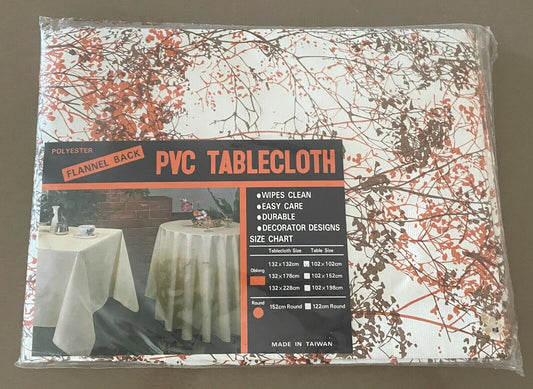 POLYESTER
FLANNEL BACK
PVC TABLECLOTH
●WIPES CLEAN
●EASY CARE
●DURABLE
●DECORATOR DESIGNS
SIZE CHART
Tablecloth Size Table Size
132×132cm 102×102cm
Oblong 132×178cm 102×152cm
132×228cm 102×198cm
Round 152cm Round 122cm Round
MADE IN TAIWAN